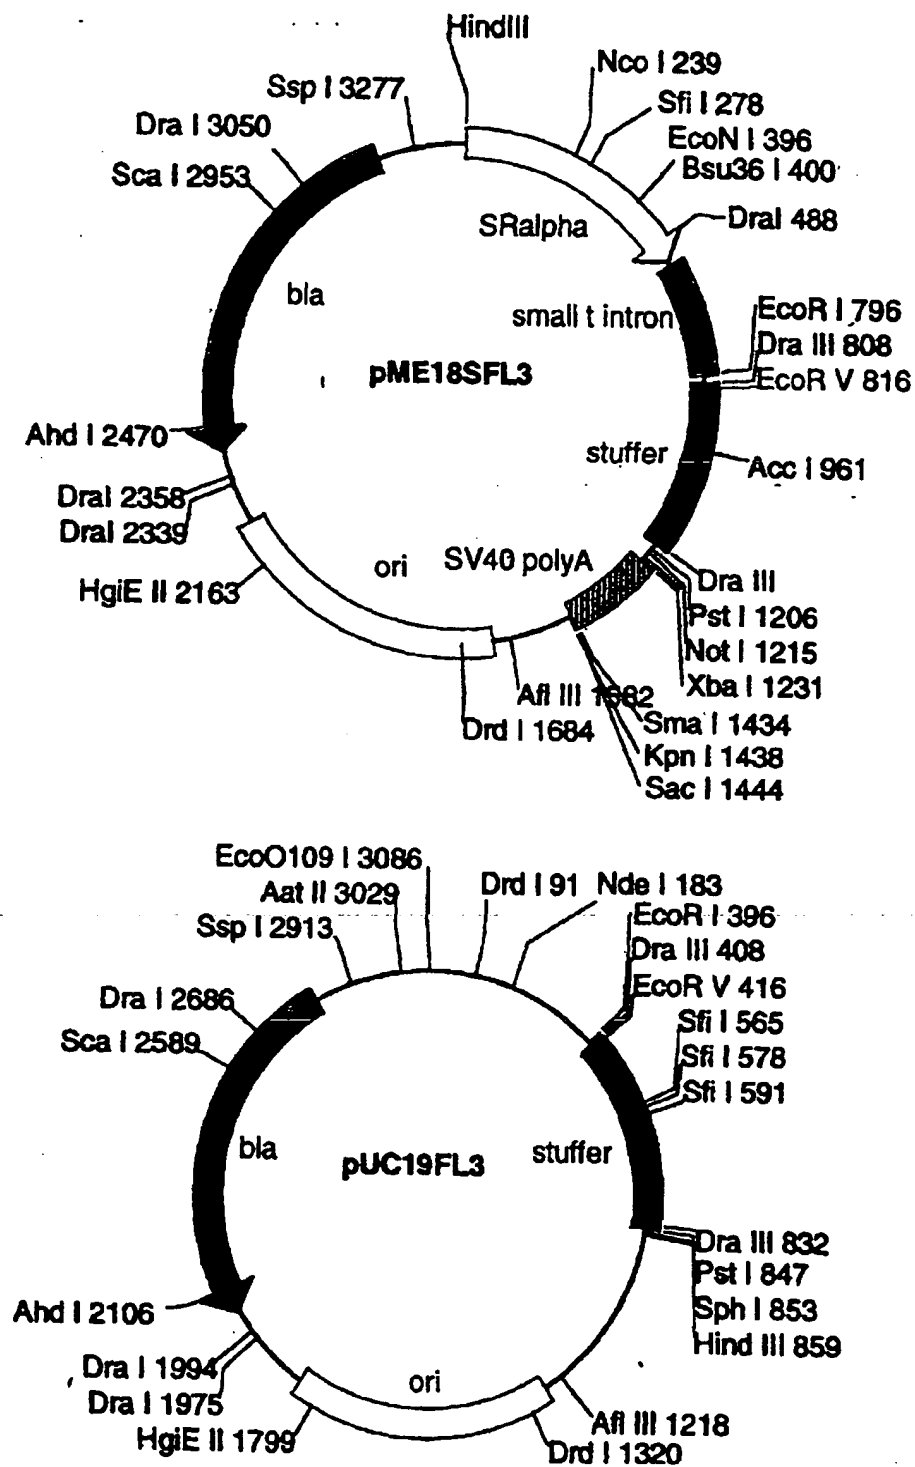 HindIII
Nco I 239
Ssp I 3277
Sfi I 278
Dra I 3050
EcoN I 396
Sca I 2953
Bsu36 I 400
DraI 488
SRalpha
bla
small t intron
EcoR I 796
Dra III 808
pME18SFL3
EcoR V 816
Ahd I 2470
stuffer
Acc I 961
DraI 2358
DraI 2339
ori
SV40 polyA
HgiE II 2163
Dra III
Pst I 1206
Not I 1215
Xba I 1231
Afl III 1582
Drd I 1684
Sma I 1434
Kpn I 1438
Sac I 1444
EcoO109 I 3086
Aat II 3029
Drd I 91
Nde I 183
Ssp I 2913
EcoR I 396
Dra III 408
EcoR V 416
Dra I 2686
Sca I 2589
Sfi I 565
Sfi I 578
Sfi I 591
bla
pUC19FL3
stuffer
Dra III 832
Pst I 847
Sph I 853
Hind III 859
Ahd I 2106
Dra I 1994
Dra I 1975
ori
HgiE II 1799
Afl III 1218
Drd I 1320